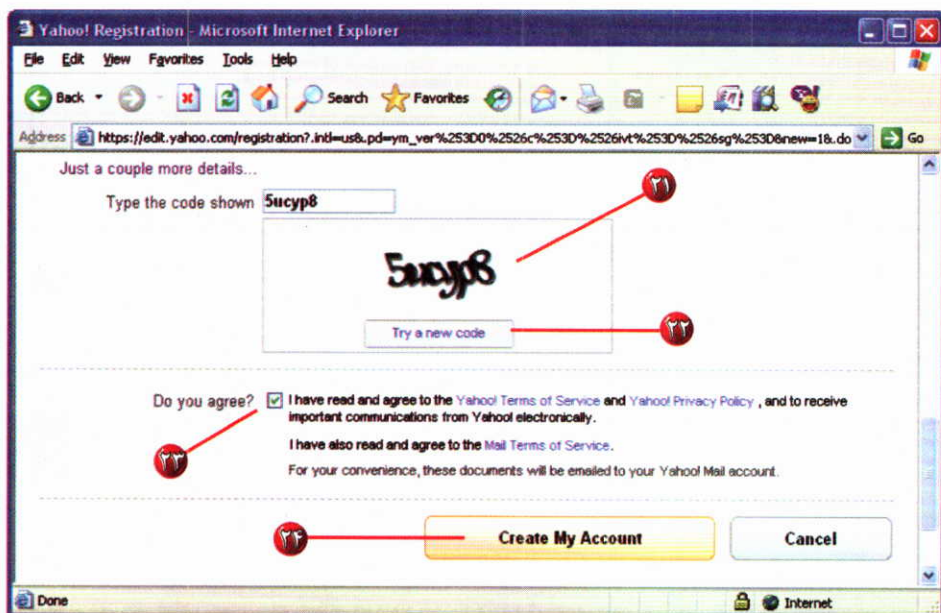 Yahoo! Registration - Microsoft Internet Explorer
File Edit View Favorites Tools Help
Back Search Favorites
Address https://edit.yahoo.com/registration?.intl=us&.pd=ym_ver%253D0%2526c%253D%2526ivt%253D%2526sg%253D&new=1&.do Go
Just a couple more details...
Type the code shown 5ucyp8
۲۱
5ucyp8
Try a new code ۲۲
Do you agree? I have read and agree to the Yahoo! Terms of Service and Yahoo! Privacy Policy , and to receive
important communications from Yahoo! electronically.
۲۳ I have also read and agree to the Mail Terms of Service.
For your convenience, these documents will be emailed to your Yahoo! Mail account.
۲۴ Create My Account Cancel
Done Internet